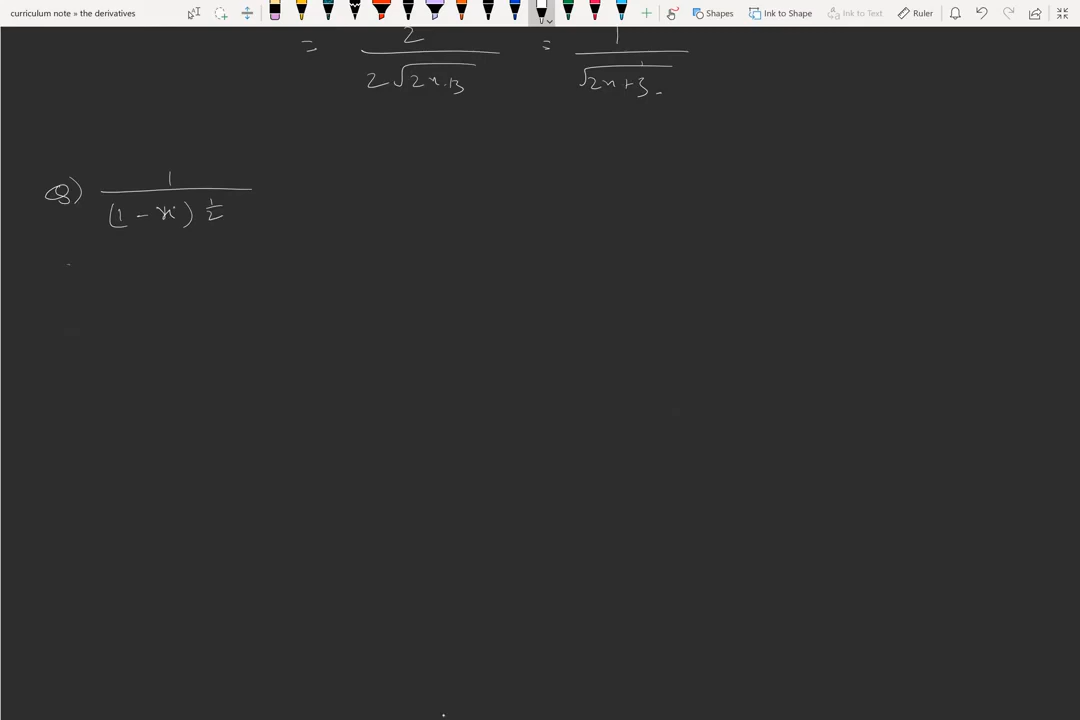 curriculum note » the derivatives
Shapes Ink to Shape Ink to Text Ruler
= 2 / 2√2x+3 = 1 / √2x+3
Q) 1 / (1 - x)^1/2